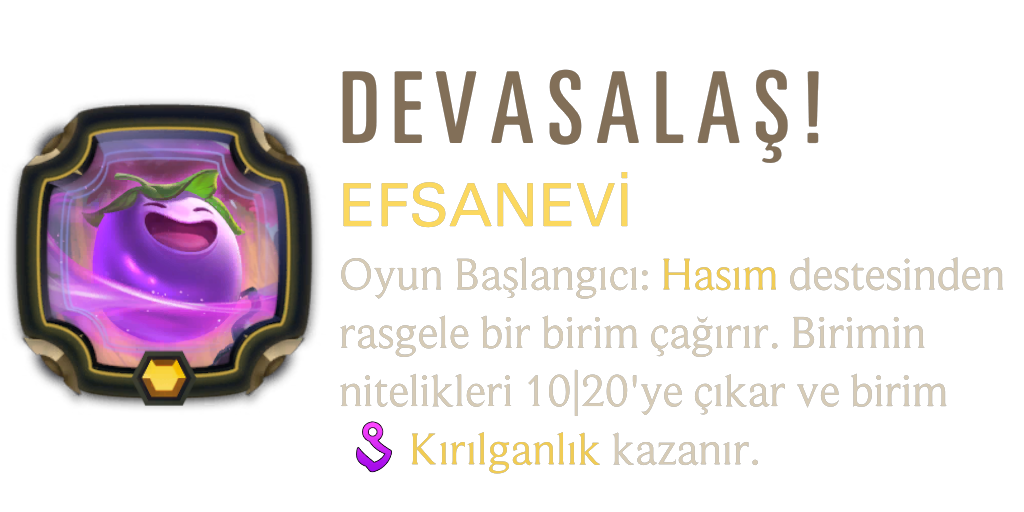 DEVASALAŞ!
EFSANEVİ
Oyun Başlangıcı: Hasım destesinden
rasgele bir birim çağırır. Birimin
nitelikleri 10|20'ye çıkar ve birim
Kırılganlık kazanır.